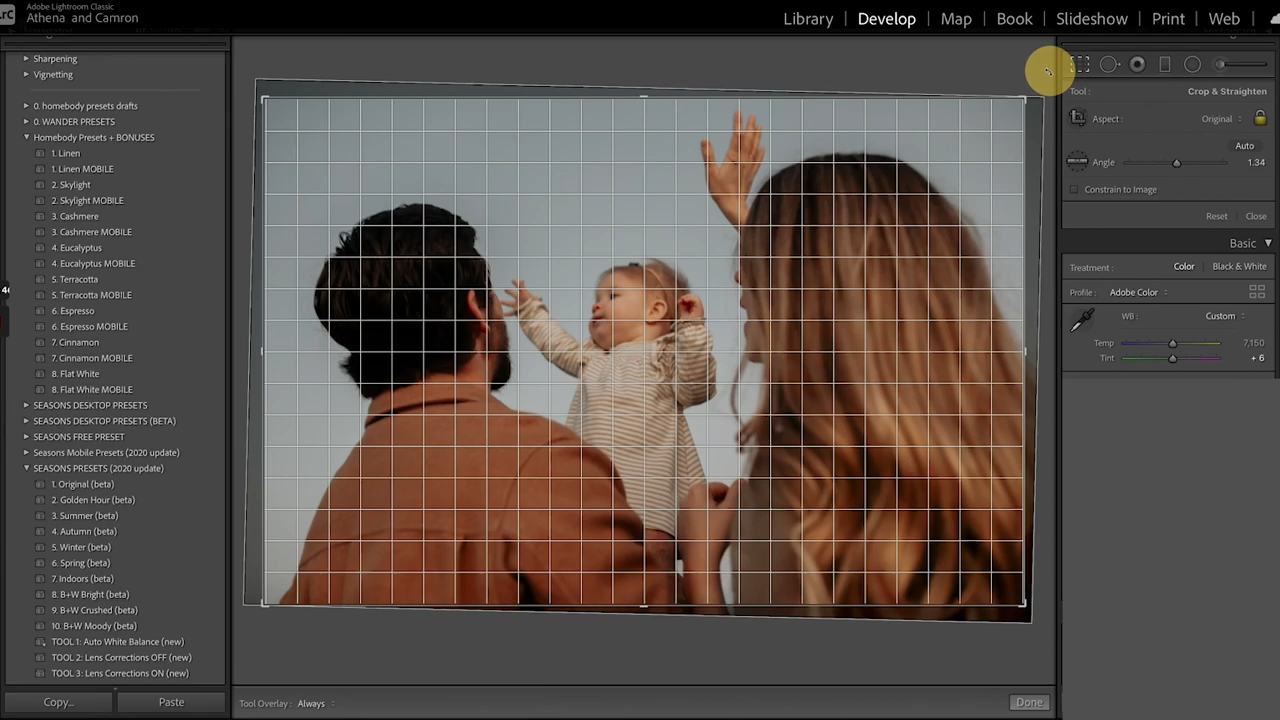 rC
Adobe Lightroom Classic
Athena and Camron
Library | Develop | Map | Book | Slideshow | Print | Web
Sharpening
Vignetting
0. homebody presets drafts
0. WANDER PRESETS
Homebody Presets + BONUSES
1. Linen
1. Linen MOBILE
2. Skylight
2. Skylight MOBILE
3. Cashmere
3. Cashmere MOBILE
4. Eucalyptus
4. Eucalyptus MOBILE
5. Terracotta
5. Terracotta MOBILE
6. Espresso
6. Espresso MOBILE
7. Cinnamon
7. Cinnamon MOBILE
8. Flat White
8. Flat White MOBILE
SEASONS DESKTOP PRESETS
SEASONS DESKTOP PRESETS (BETA)
SEASONS FREE PRESET
Seasons Mobile Presets (2020 update)
SEASONS PRESETS (2020 update)
1. Original (beta)
2. Golden Hour (beta)
3. Summer (beta)
4. Autumn (beta)
5. Winter (beta)
6. Spring (beta)
7. Indoors (beta)
8. B+W Bright (beta)
9. B+W Crushed (beta)
10. B+W Moody (beta)
TOOL 1: Auto White Balance (new)
TOOL 2: Lens Corrections OFF (new)
TOOL 3: Lens Corrections ON (new)
Copy...
Paste
Tool Overlay : Always
Done
Tool : Crop & Straighten
Aspect : Original
Auto
Angle 1.34
Constrain to Image
Reset Close
Basic
Treatment : Color Black & White
Profile : Adobe Color
WB : Custom
Temp 7,150
Tint + 6